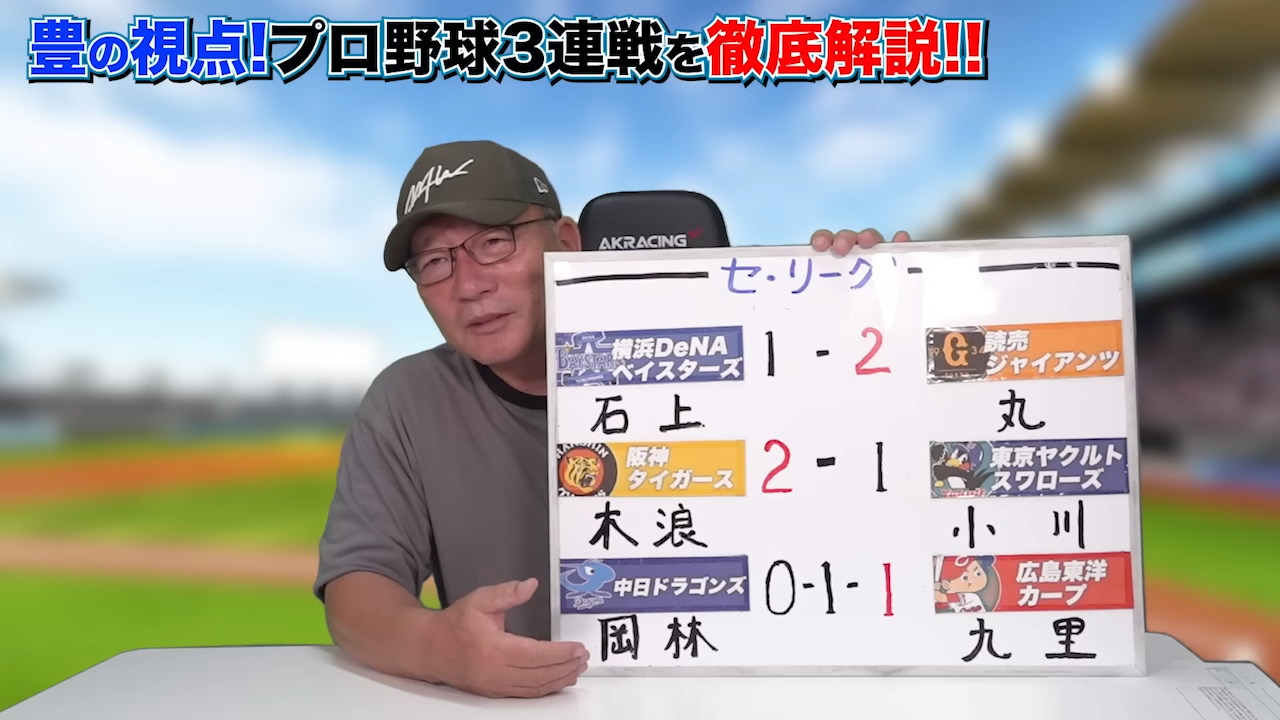 豊の視点!プロ野球3連戦を徹底解説!!
AKRACING
セ・リーグ
BAYSTARS
横浜DeNA
ベイスターズ
1 - 2
G
読売
ジャイアンツ
石上
丸
阪神
タイガース
2 - 1
東京ヤクルト
スワローズ
木浪
小川
中日ドラゴンズ
0-1-1
広島東洋
カープ
岡林
九里